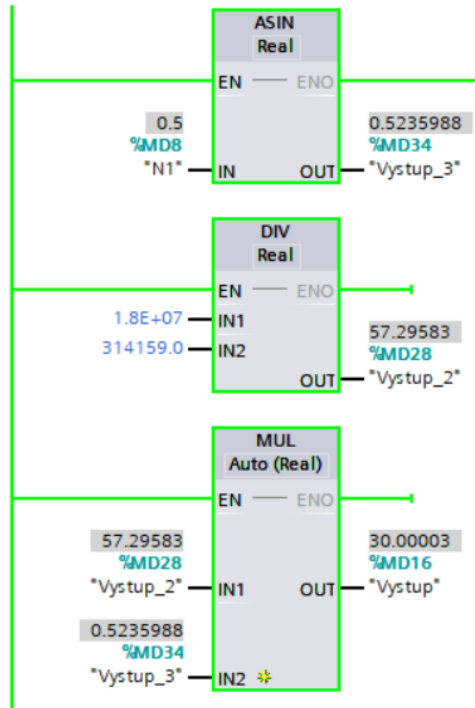 ASIN
Real
EN ENO
0.5 0.5235988
%MD8 %MD34
"N1" IN OUT "Vystup_3"
DIV
Real
EN ENO
1.8E+07 IN1
314159.0 IN2
57.29583
%MD28
OUT "Vystup_2"
MUL
Auto (Real)
EN ENO
57.29583 30.00003
%MD28 %MD16
"Vystup_2" IN1 OUT "Vystup"
0.5235988
%MD34
"Vystup_3" IN2